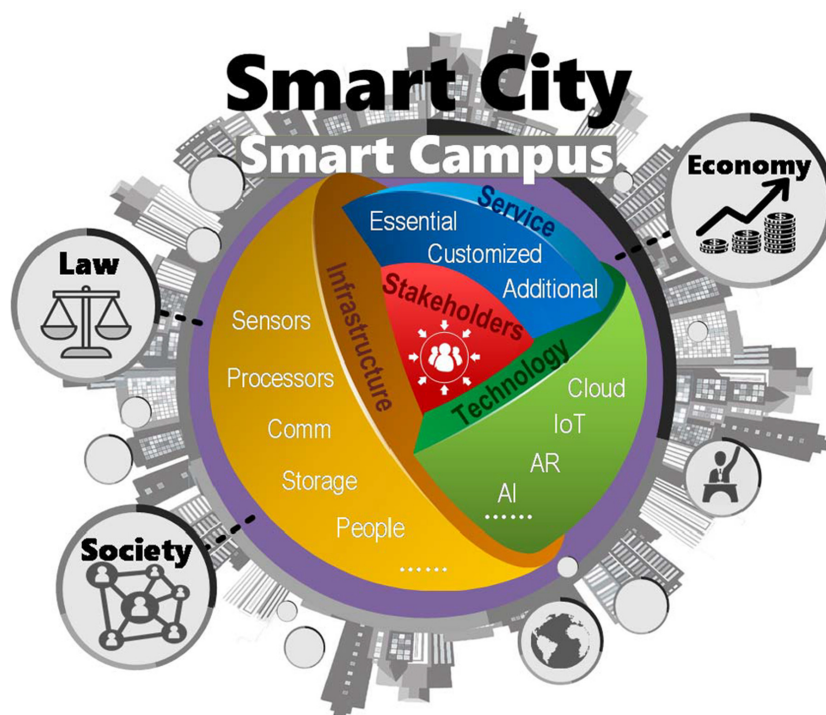 Smart City
Smart Campus
Economy
Law
Society
Service
Essential
Customized
Additional
Infrastructure
Stakeholders
Technology
Sensors
Processors
Comm
Storage
People
......
Cloud
IoT
AR
AI
......